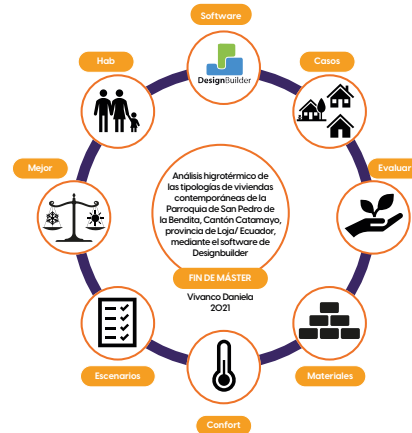 Software
DesignBuilder
Hab
Casos
Mejor
Evaluar
Análisis higrotérmico de
las tipologías de viviendas
contemporáneas de la
Parroquia de San Pedro de
la Bendita, Cantón Catamayo,
provincia de Loja/ Ecuador,
mediante el software de
Designbuilder
FIN DE MÁSTER
Vivanco Daniela
2021
Escenarios
Materiales
Confort